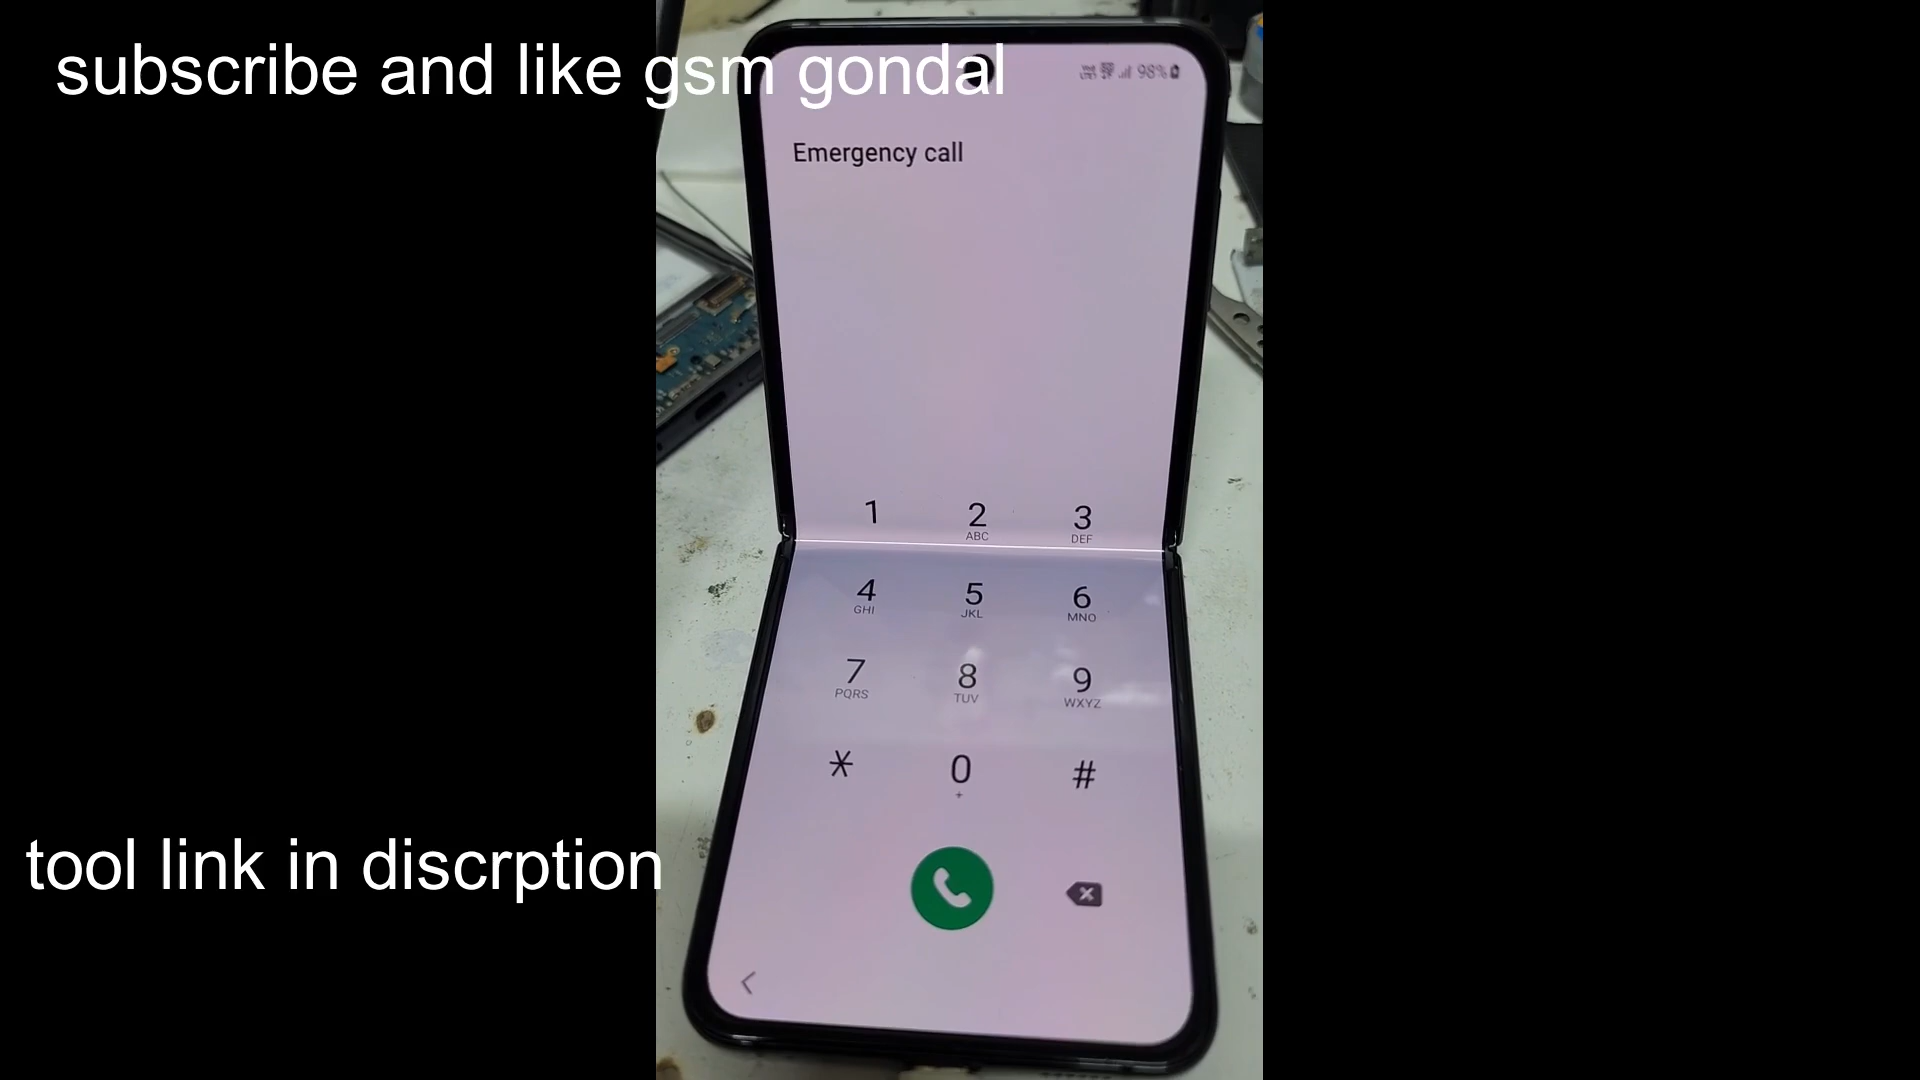 subscribe and like gsm gondal
98%
Emergency call
1 2 3
ABC DEF
4 5 6
GHI JKL MNO
7 8 9
PQRS TUV WXYZ
* 0 #
+
tool link in discrption